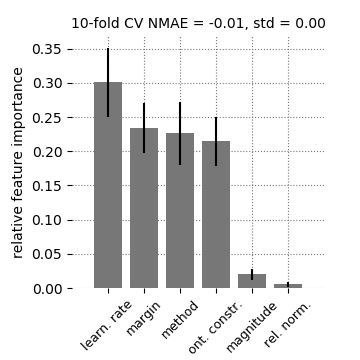 10-fold CV NMAE = -0.01, std = 0.00
relative feature importance
0.35
0.30
0.25
0.20
0.15
0.10
0.05
0.00
learn. rate
margin
method
ont. constr.
magnitude
rel. norm.